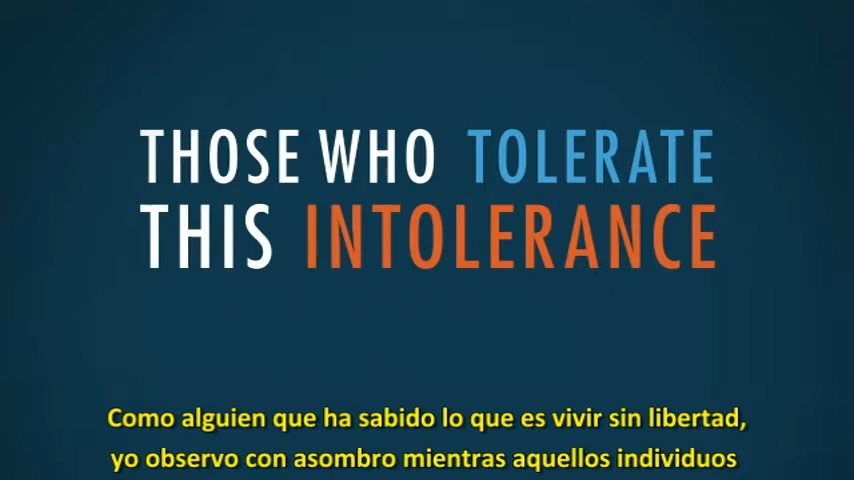 THOSE WHO TOLERATE
THIS INTOLERANCE
Como alguien que ha sabido lo que es vivir sin libertad,
yo observo con asombro mientras aquellos individuos